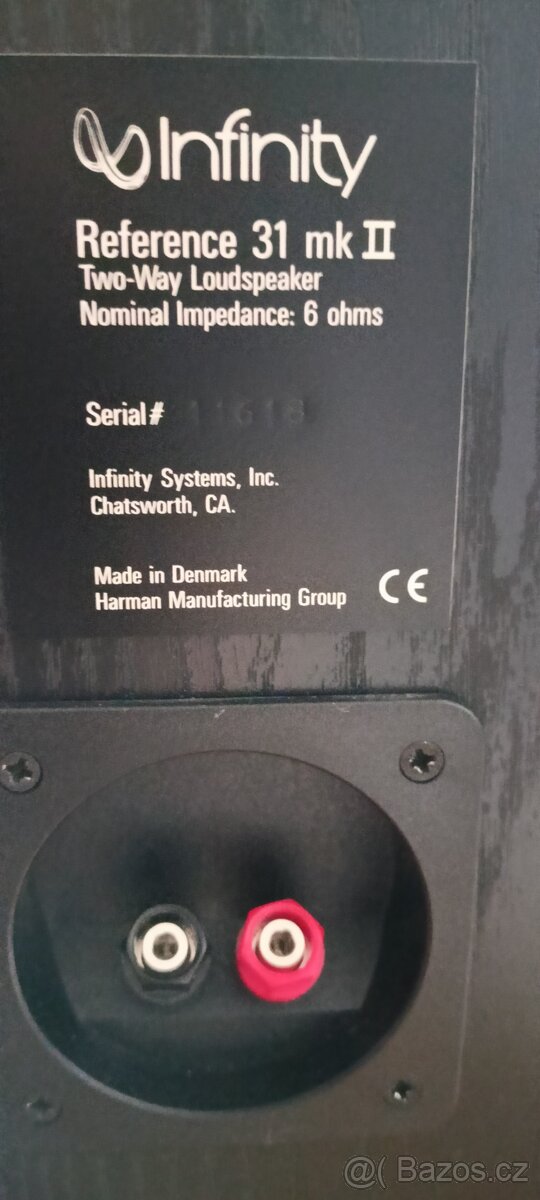 Infinity
Reference 31 mk II
Two-Way Loudspeaker
Nominal Impedance: 6 ohms
Serial#
Infinity Systems, Inc.
Chatsworth, CA.
Made in Denmark
Harman Manufacturing Group CE
@( Bazos.cz